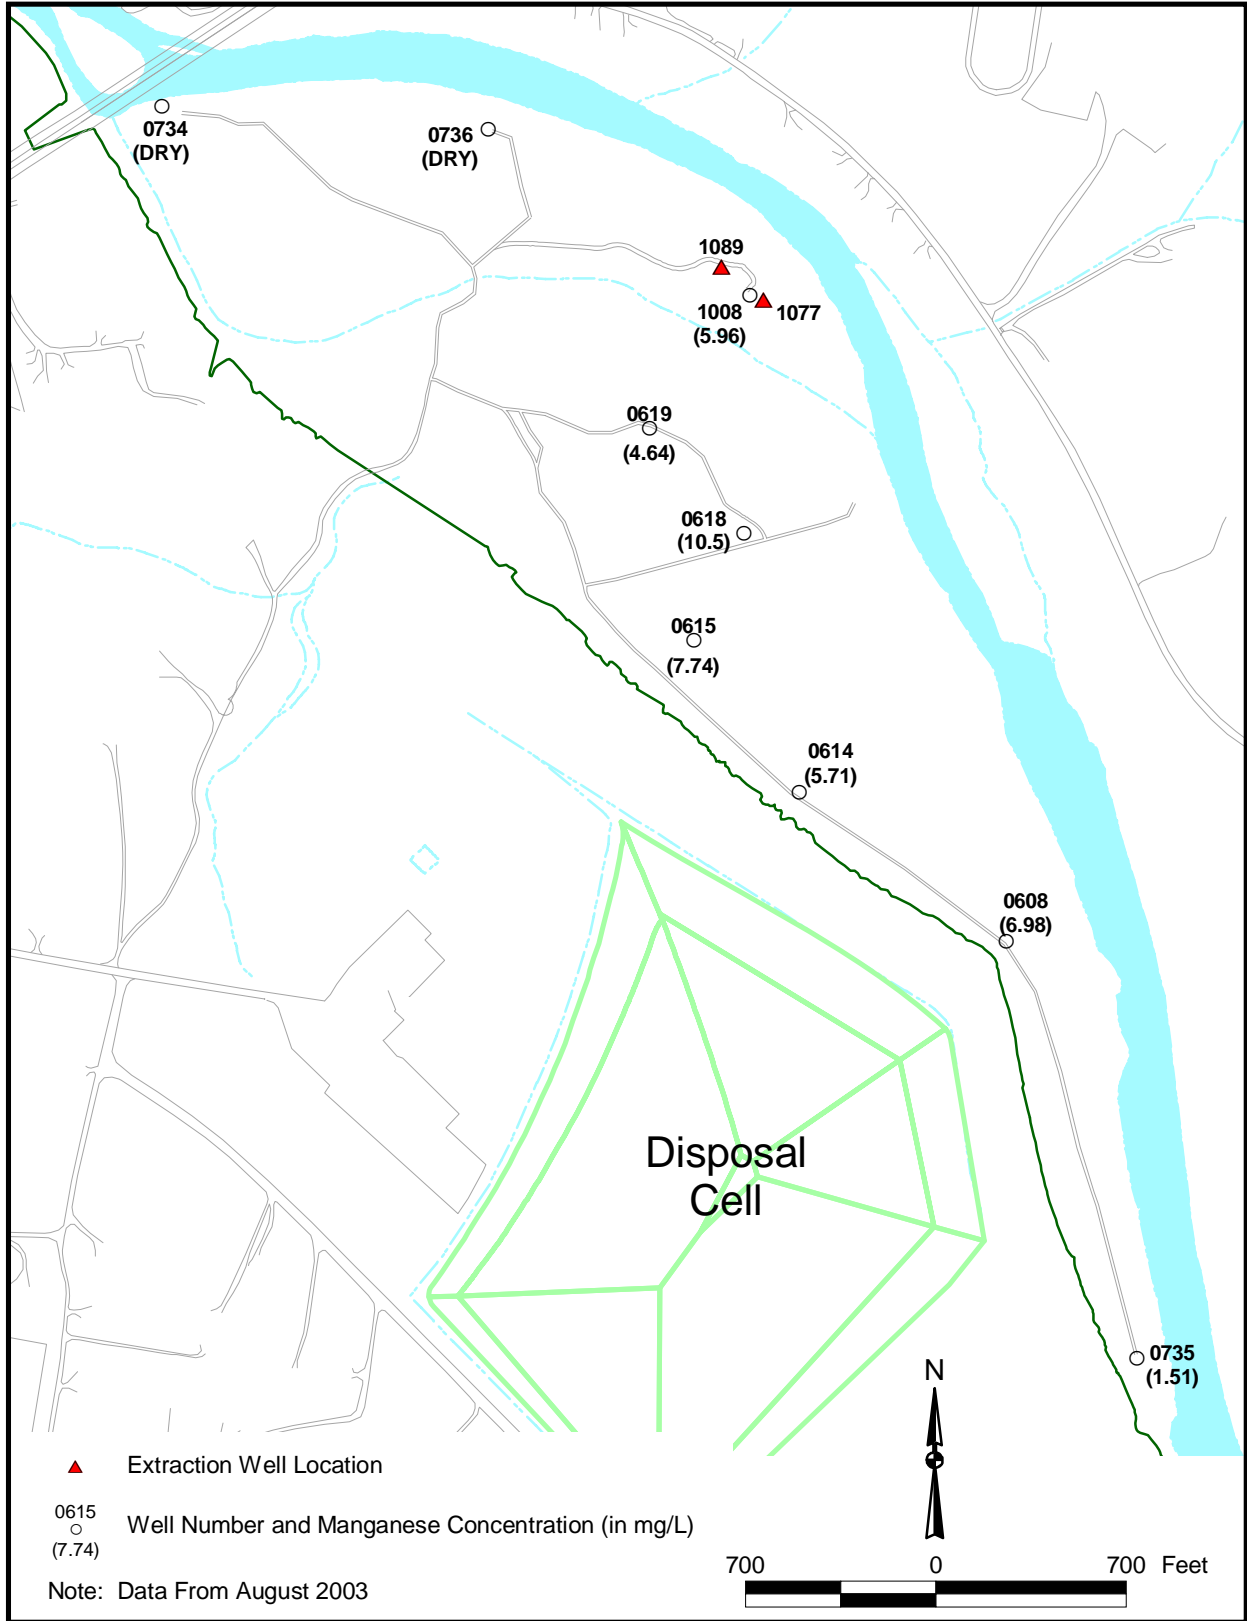 0734
(DRY)
0736
(DRY)
1089
1008
(5.96)
1077
0619
(4.64)
0618
(10.5)
0615
(7.74)
0614
(5.71)
0608
(6.98)
Disposal
Cell
0735
(1.51)
N
Extraction Well Location
0615
(7.74)
Well Number and Manganese Concentration (in mg/L)
Note: Data From August 2003
700 0 700 Feet